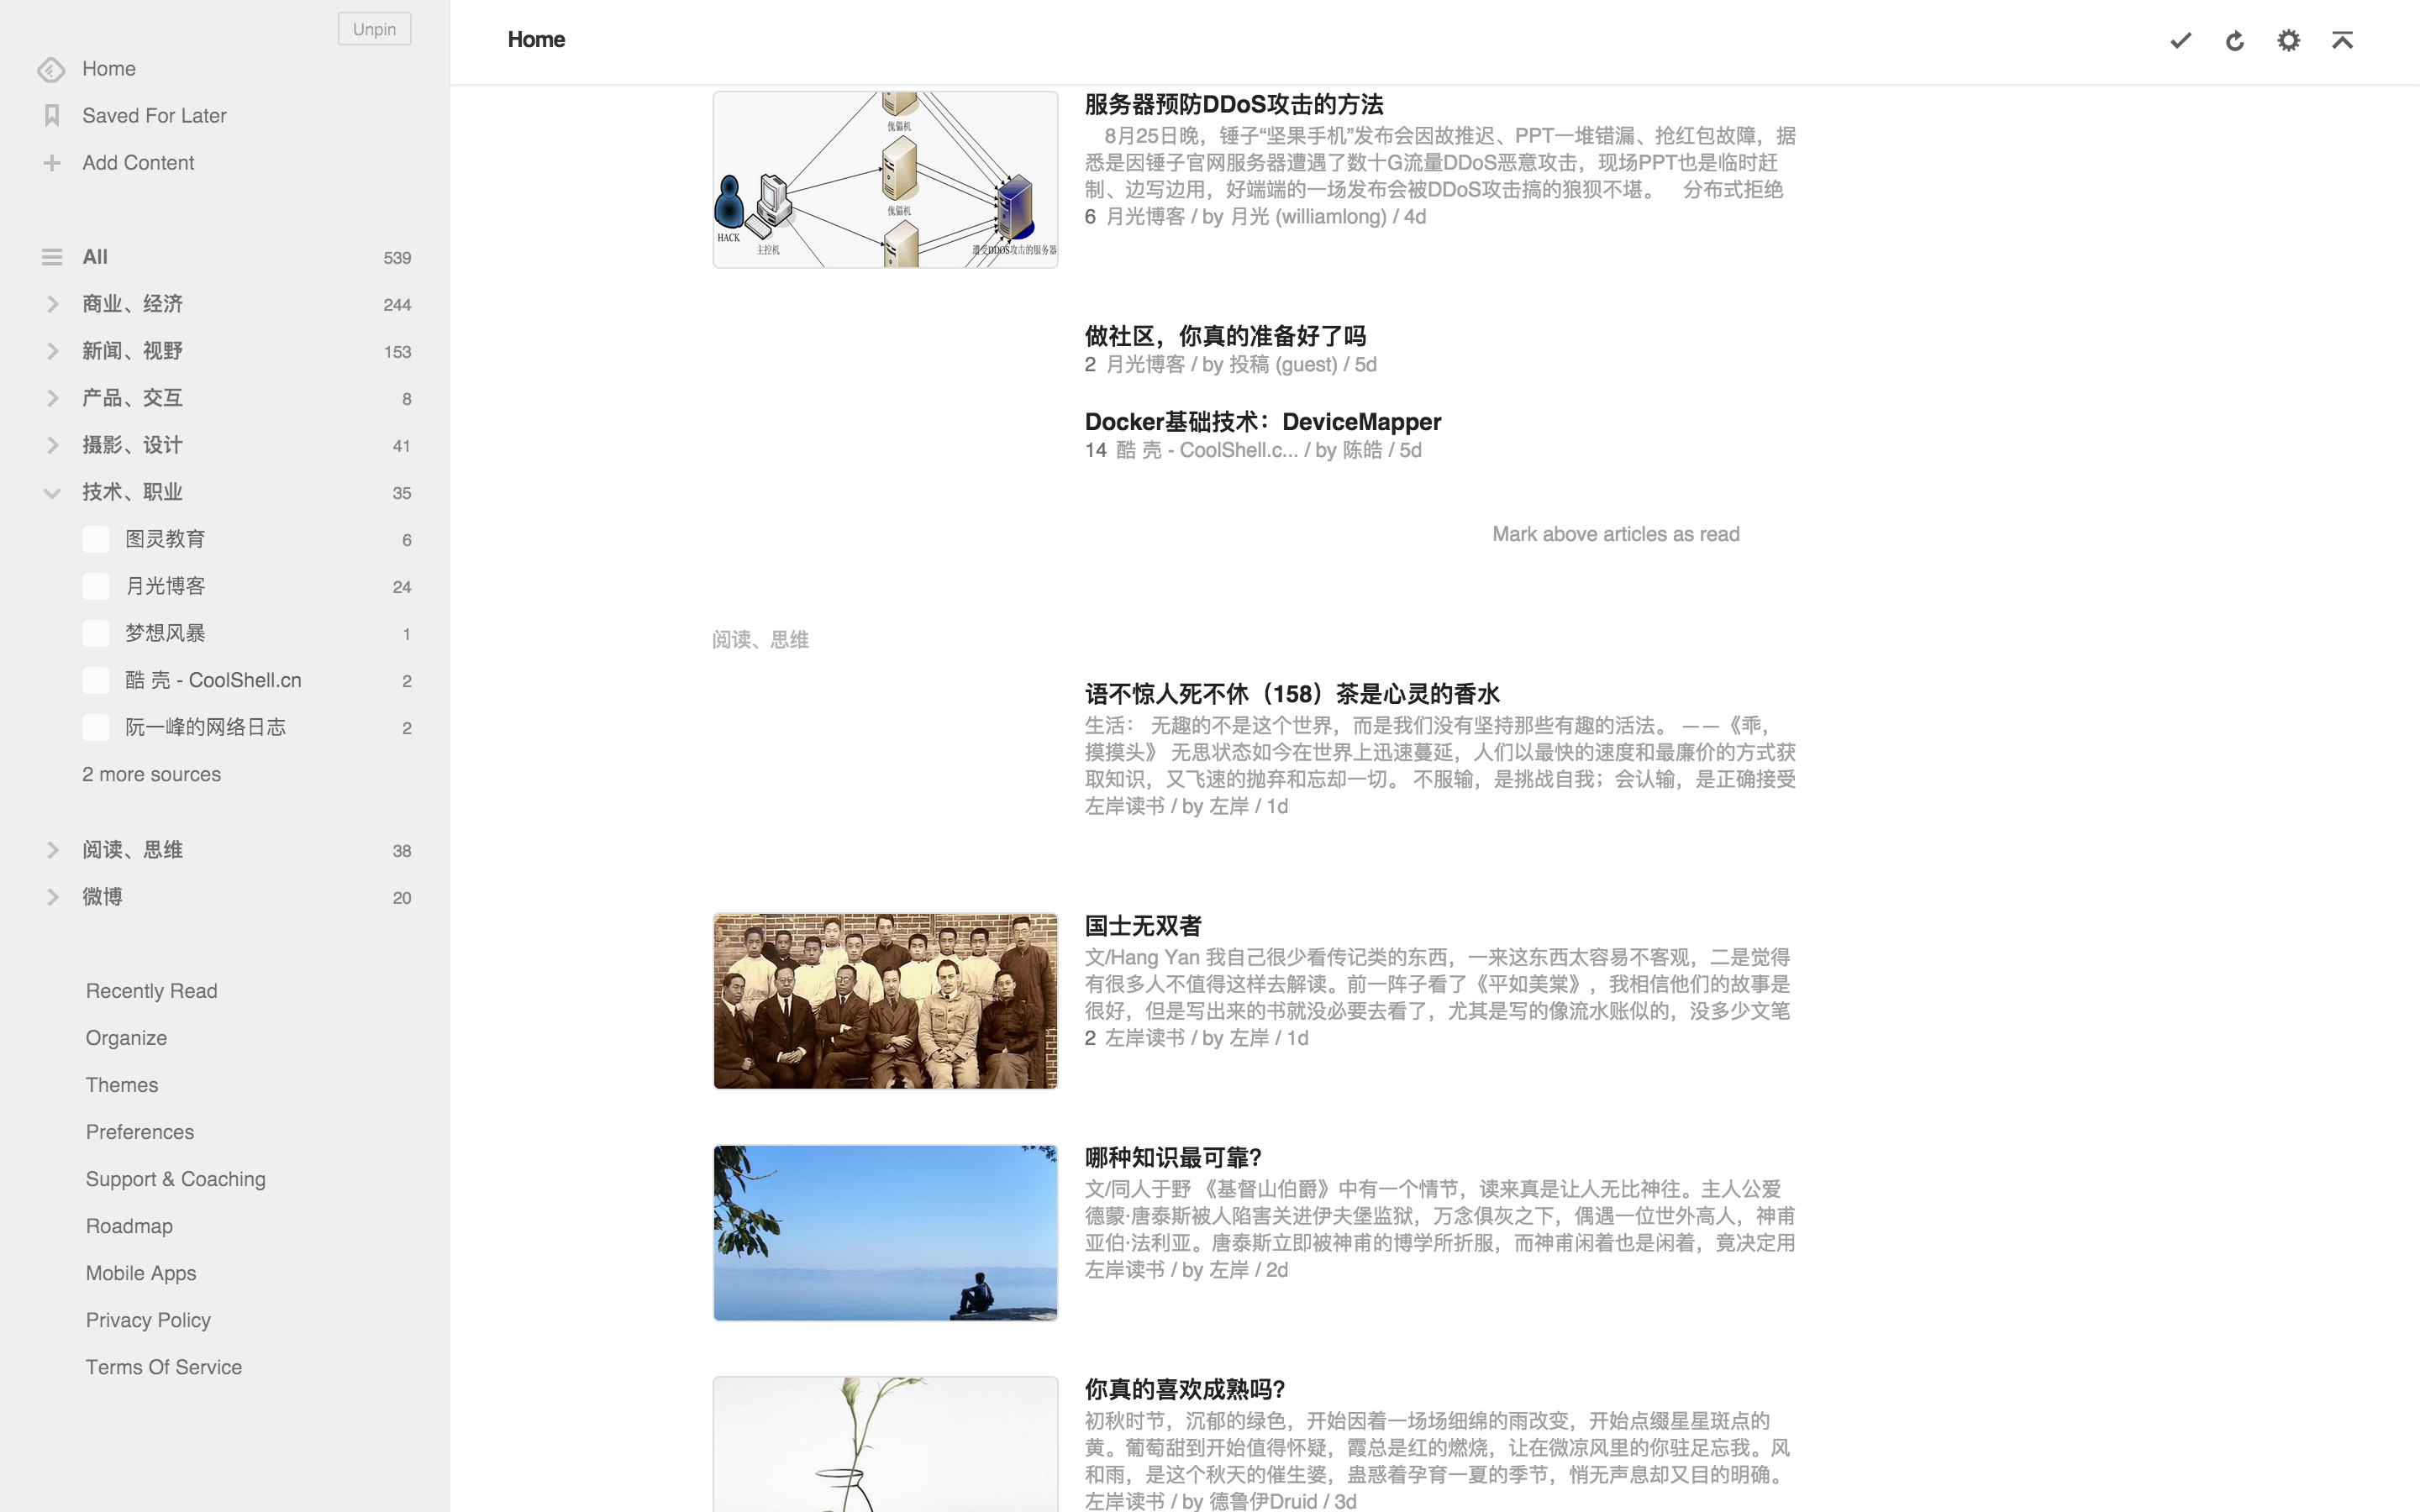 Unpin
Home
Saved For Later
Add Content
All 539
商业、经济 244
新闻、视野 153
产品、交互 8
摄影、设计 41
技术、职业 35
图灵教育 6
月光博客 24
梦想风暴 1
酷 壳 - CoolShell.cn 2
阮一峰的网络日志 2
2 more sources
阅读、思维 38
微博 20
Recently Read
Organize
Themes
Preferences
Support & Coaching
Roadmap
Mobile Apps
Privacy Policy
Terms Of Service
Home
傀儡机
傀儡机
HACK
主控机
遭受DDOS攻击的服务器
服务器预防DDoS攻击的方法
8月25日晚，锤子“坚果手机”发布会因故推迟、PPT一堆错漏、抢红包故障，据
悉是因锤子官网服务器遭遇了数十G流量DDoS恶意攻击，现场PPT也是临时赶
制、边写边用，好端端的一场发布会被DDoS攻击搞的狼狈不堪。 分布式拒绝
6 月光博客 / by 月光 (williamlong) / 4d
做社区，你真的准备好了吗
2 月光博客 / by 投稿 (guest) / 5d
Docker基础技术：DeviceMapper
14 酷 壳 - CoolShell.c... / by 陈皓 / 5d
Mark above articles as read
阅读、思维
语不惊人死不休（158）茶是心灵的香水
生活： 无趣的不是这个世界，而是我们没有坚持那些有趣的活法。 ——《乖，
摸摸头》 无思状态如今在世界上迅速蔓延，人们以最快的速度和最廉价的方式获
取知识，又飞速的抛弃和忘却一切。 不服输，是挑战自我；会认输，是正确接受
左岸读书 / by 左岸 / 1d
国士无双者
文/Hang Yan 我自己很少看传记类的东西，一来这东西太容易不客观，二是觉得
有很多人不值得这样去解读。前一阵子看了《平如美棠》，我相信他们的故事是
很好，但是写出来的书就没必要去看了，尤其是写的像流水账似的，没多少文笔
2 左岸读书 / by 左岸 / 1d
哪种知识最可靠？
文/同人于野 《基督山伯爵》中有一个情节，读来真是让人无比神往。主人公爱
德蒙·唐泰斯被人陷害关进伊夫堡监狱，万念俱灰之下，偶遇一位世外高人，神甫
亚伯·法利亚。唐泰斯立即被神甫的博学所折服，而神甫闲着也是闲着，竟决定用
左岸读书 / by 左岸 / 2d
你真的喜欢成熟吗？
初秋时节，沉郁的绿色，开始因着一场场细绵的雨改变，开始点缀星星斑点的
黄。葡萄甜到开始值得怀疑，霞总是红的燃烧，让在微凉风里的你驻足忘我。风
和雨，是这个秋天的催生婆，蛊惑着孕育一夏的季节，悄无声息却又目的明确。
左岸读书 / by 德鲁伊Druid / 3d